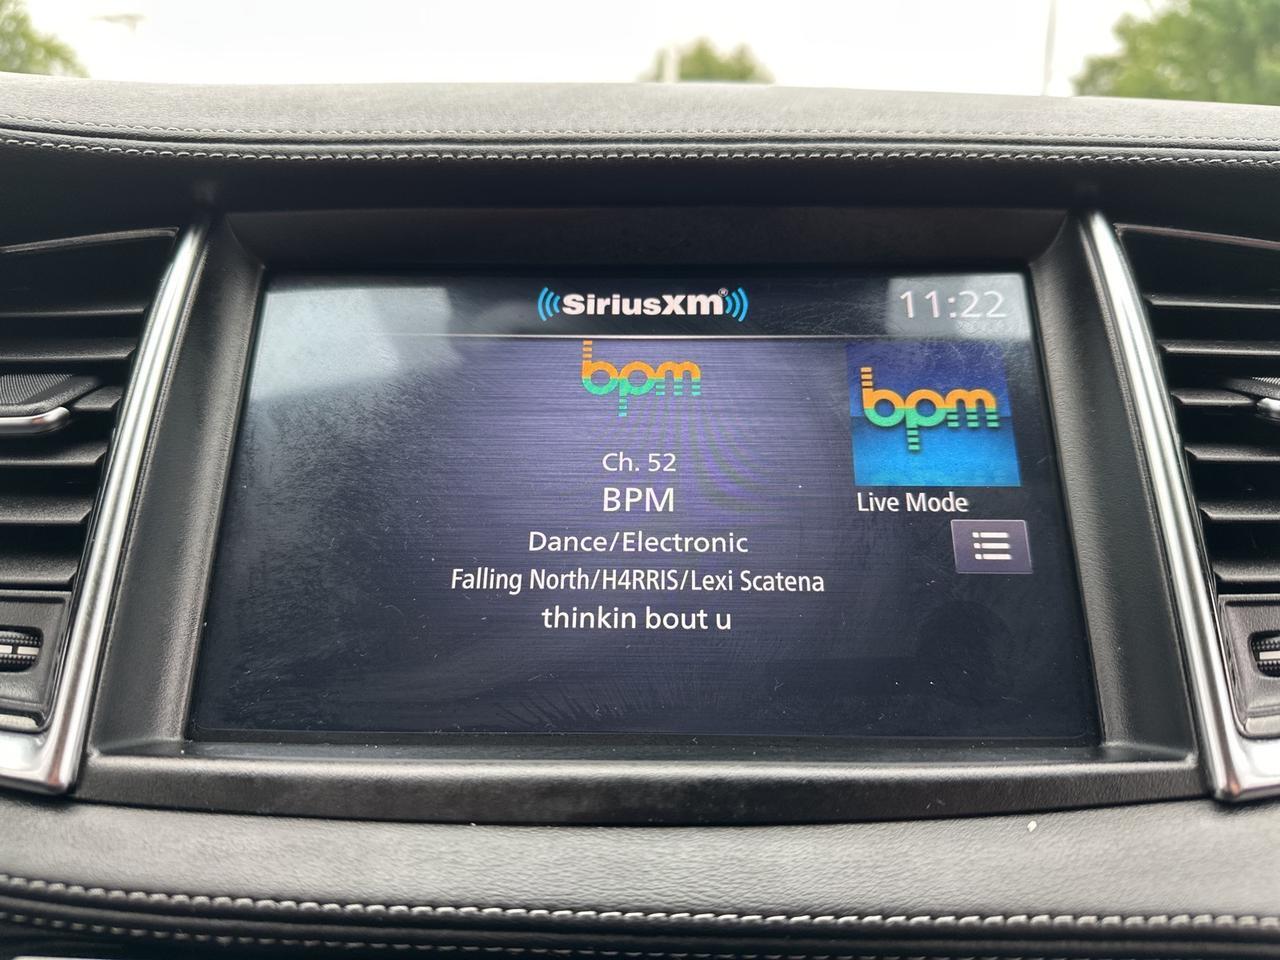 SiriusXM®
11:22
bpm
bpm
Ch. 52
BPM
Live Mode
Dance/Electronic
Falling North/H4RRIS/Lexi Scatena
thinkin bout u